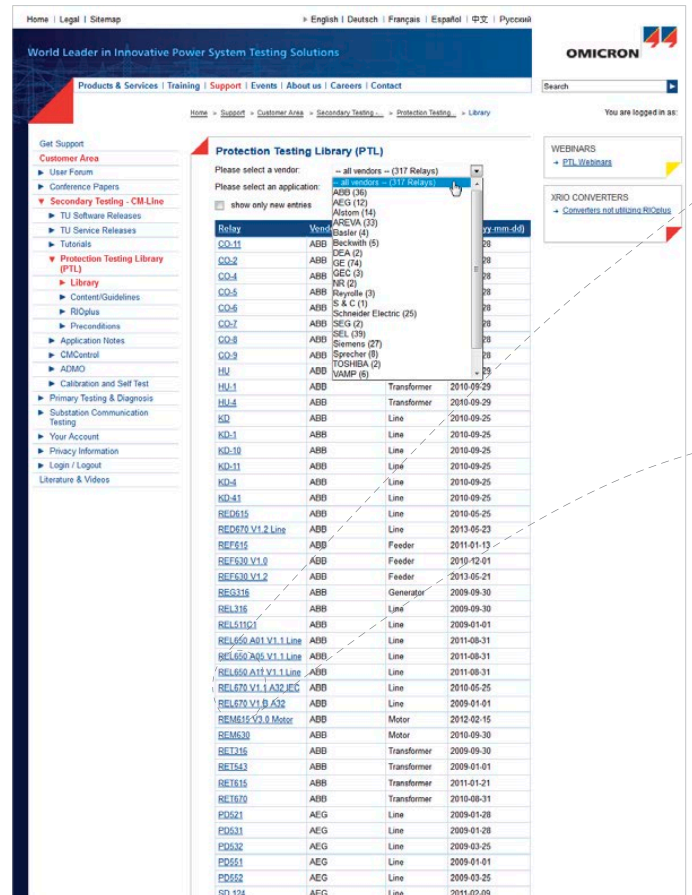 Home | Legal | Sitemap
English | Deutsch | Français | Español | 中文 | Русский
World Leader in Innovative Power System Testing Solutions
OMICRON
Products & Services | Training | Support | Events | About us | Careers | Contact
Search
Home » Support » Customer Area » Secondary Testing -... » Protection Testing... » Library
You are logged in as:
Get Support
Customer Area
User Forum
Conference Papers
Secondary Testing - CM-Line
TU Software Releases
TU Service Releases
Tutorials
Protection Testing Library
(PTL)
Library
Content/Guidelines
RIOplus
Preconditions
Application Notes
CMControl
ADMO
Calibration and Self Test
Primary Testing & Diagnosis
Substation Communication
Testing
Your Account
Privacy Information
Login / Logout
Literature & Videos
Protection Testing Library (PTL)
Please select a vendor: -- all vendors -- (317 Relays)
Please select an application:
show only new entries
-- all vendors -- (317 Relays)
ABB (36)
AEG (12)
Alstom (14)
AREVA (33)
Basler (4)
Beckwith (5)
DEA (2)
GE (74)
GEC (3)
NR (2)
Reyrolle (3)
S & C (1)
Schneider Electric (25)
SEG (2)
SEL (39)
Siemens (27)
Sprecher (8)
TOSHIBA (2)
VAMP (6)
Relay Vend yy-mm-dd)
CO-11 ABB 28
CO-2 ABB 28
CO-4 ABB 28
CO-5 ABB 28
CO-6 ABB 28
CO-7 ABB 28
CO-8 ABB 28
CO-9 ABB 28
HU ABB 29
HU-1 ABB Transformer 2010-09-29
HU-4 ABB Transformer 2010-09-29
KD ABB Line 2010-09-25
KD-1 ABB Line 2010-09-25
KD-10 ABB Line 2010-09-25
KD-11 ABB Line 2010-09-25
KD-4 ABB Line 2010-09-25
KD-41 ABB Line 2010-09-25
RED615 ABB Line 2010-05-25
RED670 V1.2 Line ABB Line 2013-05-23
REF615 ABB Feeder 2011-01-13
REF630 V1.0 ABB Feeder 2010-12-01
REF630 V1.2 ABB Feeder 2013-05-21
REG316 ABB Generator 2009-09-30
REL316 ABB Line 2009-09-30
REL511C1 ABB Line 2009-01-01
REL650 A01 V1.1 Line ABB Line 2011-08-31
REL650 A05 V1.1 Line ABB Line 2011-08-31
REL650 A11 V1.1 Line ABB Line 2011-08-31
REL670 V1.1 A32 IEC ABB Line 2010-05-25
REL670 A32 ABB Line 2009-01-01
REM615 V3.0 Motor ABB Motor 2012-02-15
REM630 ABB Motor 2010-09-30
RET316 ABB Transformer 2009-09-30
RET543 ABB Transformer 2009-01-01
RET615 ABB Transformer 2011-01-21
RET670 ABB Transformer 2010-08-31
PD521 AEG Line 2009-01-28
PD531 AEG Line 2009-01-28
PD532 AEG Line 2009-03-25
PD551 AEG Line 2009-01-01
PD552 AEG Line 2009-03-25
SD 124 AEG Line 2011-02-09
WEBINARS
PTL Webinars
XRIO CONVERTERS
Converters not utilizing RIOplus